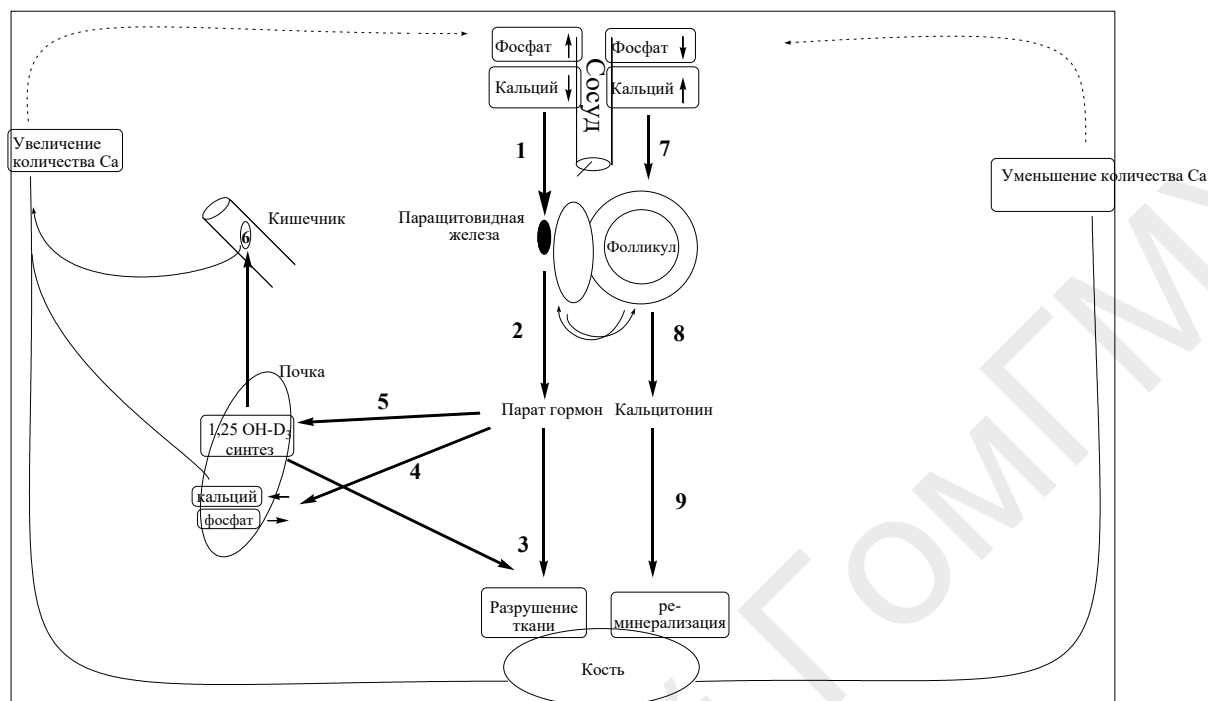 Фосфат
Фосфат
Кальций
Кальций
Сосуд
Увеличение
количества Ca
1
7
Уменьшение количества Ca
Кишечник
6
Паращитовидная
железа
Фолликул
2
8
Почка
5
Парат гормон
Кальцитонин
1,25 OH-D3
синтез
4
кальций
фосфат
9
3
Разрушение
ткани
ре-
минерализация
Кость
ГомГМУ